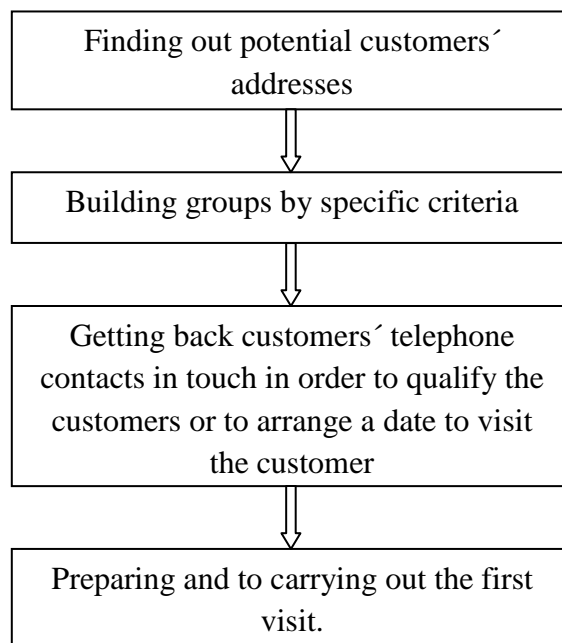 Finding out potential customers´
addresses
Building groups by specific criteria
Getting back customers´ telephone
contacts in touch in order to qualify the
customers or to arrange a date to visit
the customer
Preparing and to carrying out the first
visit.